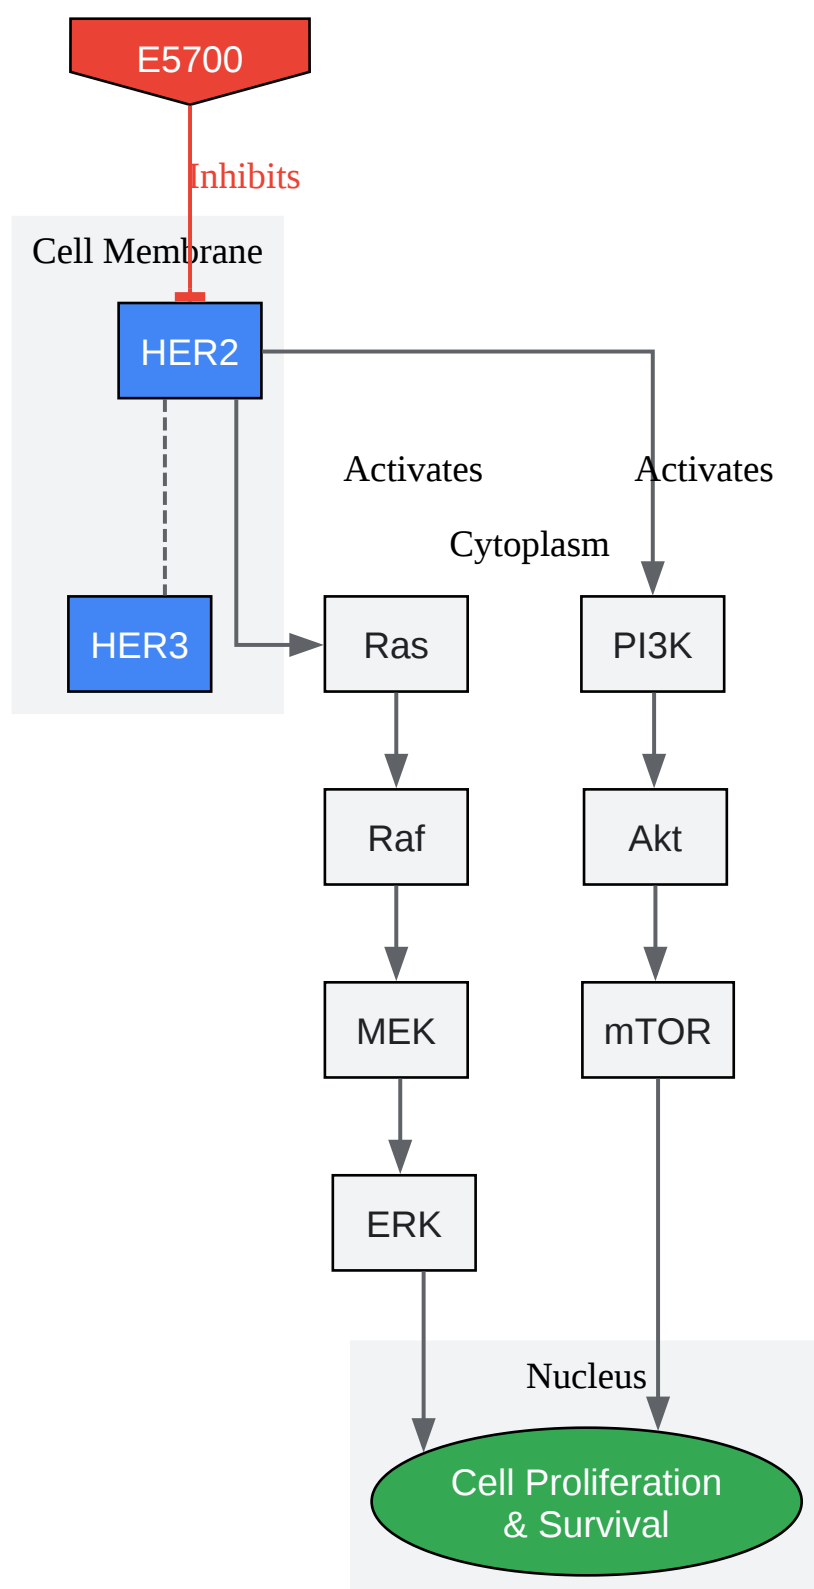 E5700
Inhibits
Cell Membrane
HER2
Activates
Activates
Cytoplasm
HER3
Ras
PI3K
Raf
Akt
MEK
mTOR
ERK
Nucleus
Cell Proliferation
& Survival